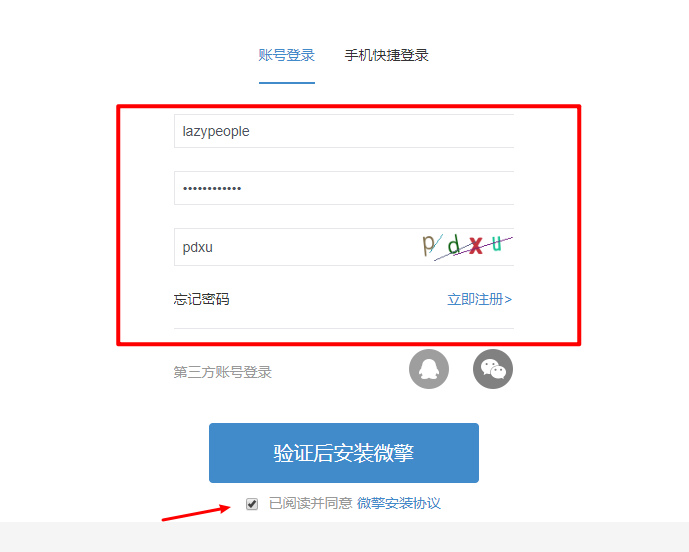 账号登录 手机快捷登录
lazypeople
••••••••••••
pdxu pdxu
忘记密码 立即注册>
第三方账号登录
验证后安装微擎
已阅读并同意 微擎安装协议